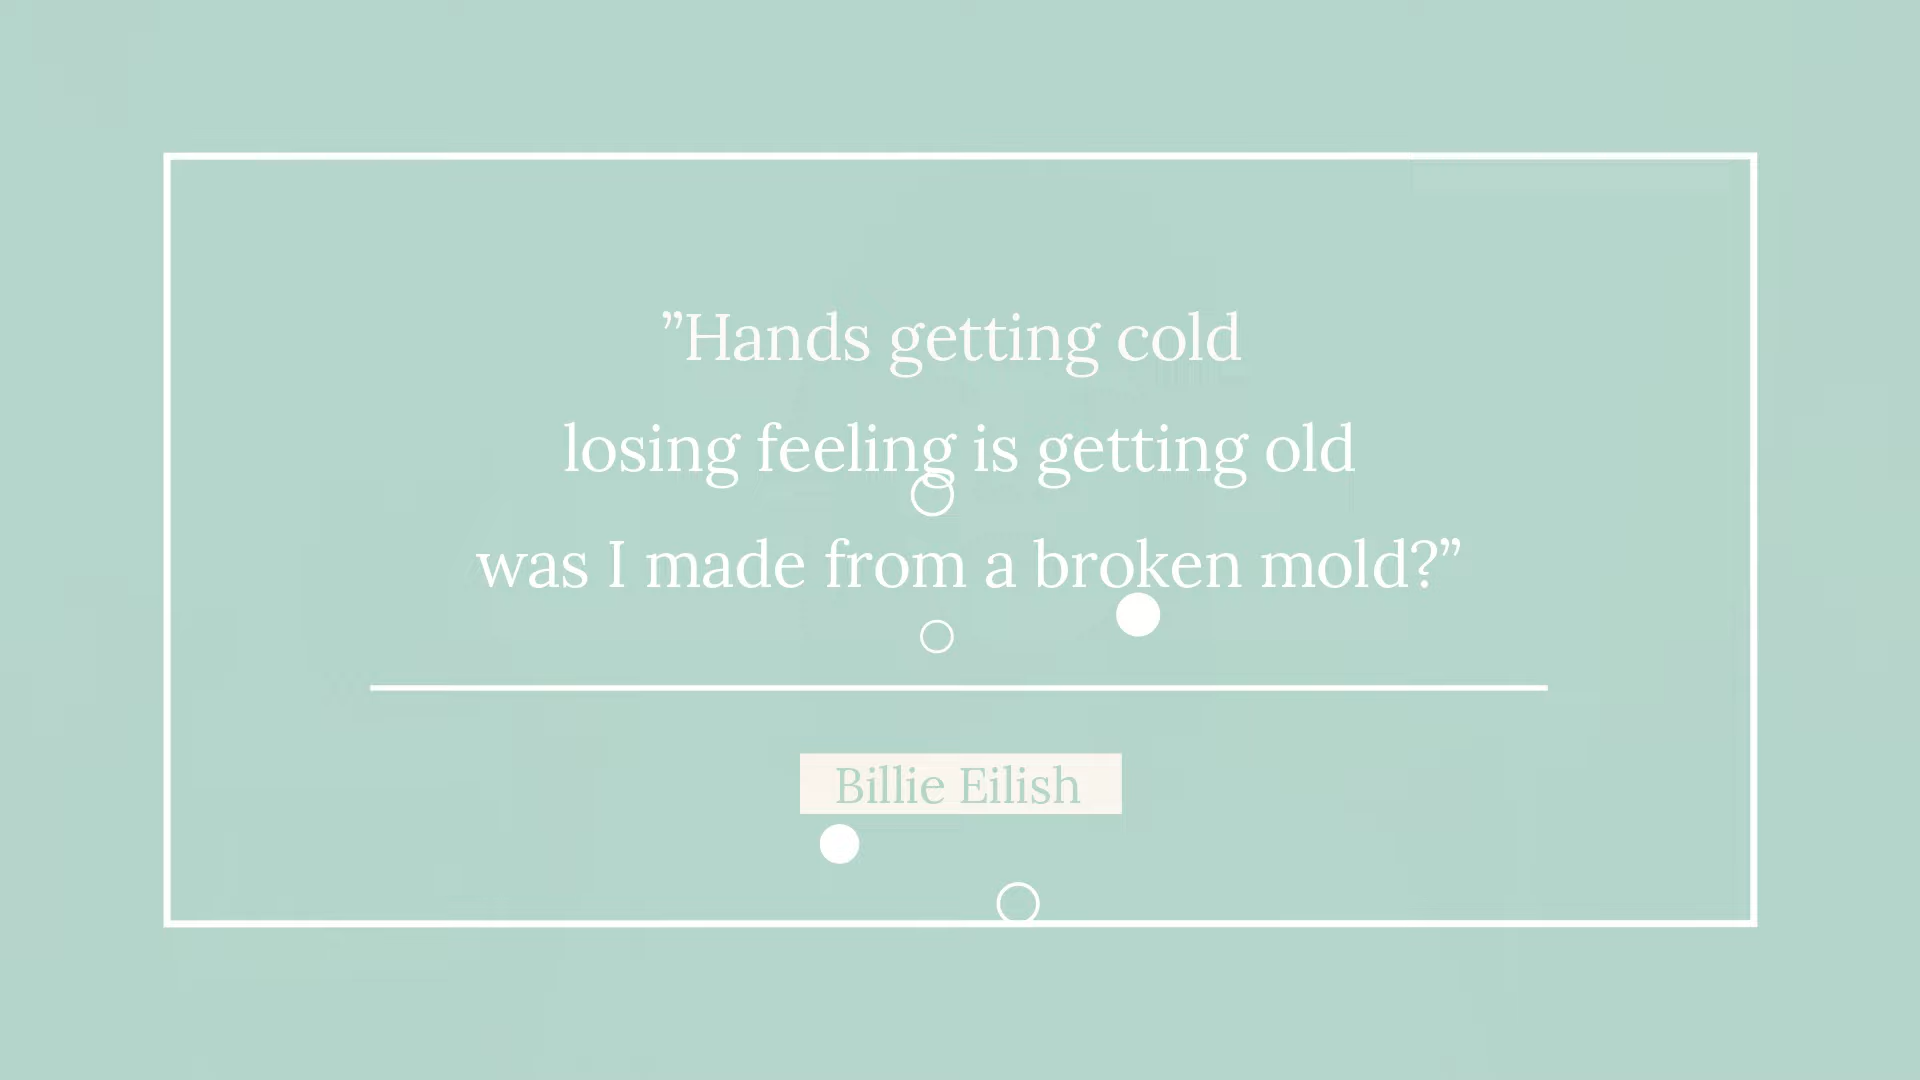 ”Hands getting cold
losing feeling is getting old
was I made from a broken mold?”
Billie Eilish